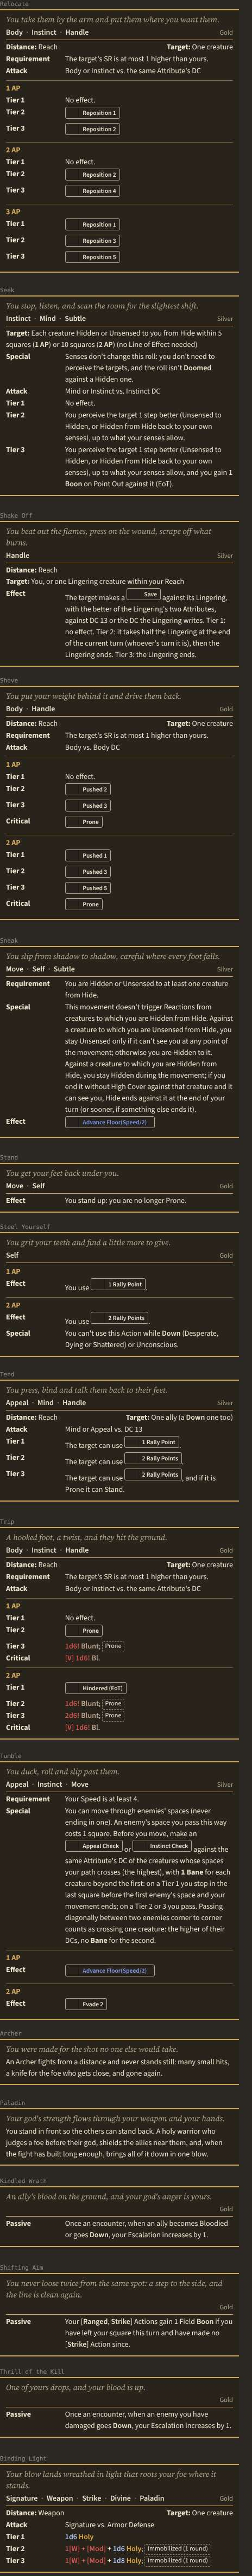 Relocate
You take them by the arm and put them where you want them.
Body · Instinct · Handle Gold
Distance: Reach Target: One creature
Requirement The target's SR is at most 1 higher than yours.
Attack Body or Instinct vs. the same Attribute's DC
1 AP
Tier 1 No effect.
Tier 2 Reposition 1
Tier 3 Reposition 2
2 AP
Tier 1 No effect.
Tier 2 Reposition 2
Tier 3 Reposition 4
3 AP
Tier 1 Reposition 1
Tier 2 Reposition 3
Tier 3 Reposition 5
Seek
You stop, listen, and scan the room for the slightest shift.
Instinct · Mind · Subtle Silver
Target: Each creature Hidden or Unsensed to you from Hide within 5
squares (1 AP) or 10 squares (2 AP) (no Line of Effect needed)
Special Senses don't change this roll: you don't need to
perceive the targets, and the roll isn't Doomed
against a Hidden one.
Attack Mind or Instinct vs. Instinct DC
Tier 1 No effect.
Tier 2 You perceive the target 1 step better (Unsensed to
Hidden, or Hidden from Hide back to your own
senses), up to what your senses allow.
Tier 3 You perceive the target 1 step better (Unsensed to
Hidden, or Hidden from Hide back to your own
senses), up to what your senses allow, and you gain 1
Boon on Point Out against it (EoT).
Shake Off
You beat out the flames, press on the wound, scrape off what
burns.
Handle Silver
Distance: Reach
Target: You, or one Lingering creature within your Reach
Effect The target makes a Save against its Lingering,
with the better of the Lingering's two Attributes,
against DC 13 or the DC the Lingering writes. Tier 1:
no effect. Tier 2: it takes half the Lingering at the end
of the current turn (whoever's turn it is), then the
Lingering ends. Tier 3: the Lingering ends.
Shove
You put your weight behind it and drive them back.
Body · Handle Gold
Distance: Reach Target: One creature
Requirement The target's SR is at most 1 higher than yours.
Attack Body vs. Body DC
1 AP
Tier 1 No effect.
Tier 2 Pushed 2
Tier 3 Pushed 3
Critical Prone
2 AP
Tier 1 Pushed 1
Tier 2 Pushed 3
Tier 3 Pushed 5
Critical Prone
Sneak
You slip from shadow to shadow, careful where every foot falls.
Move · Self · Subtle Silver
Requirement You are Hidden or Unsensed to at least one creature
from Hide.
Special This movement doesn't trigger Reactions from
creatures to which you are Hidden from Hide. Against
a creature to which you are Unsensed from Hide, you
stay Unsensed only if it can't see you at any point of
the movement; otherwise you are Hidden to it.
Against a creature to which you are Hidden from
Hide, you stay Hidden during the movement; if you
end it without High Cover against that creature and it
can see you, Hide ends against it at the end of your
turn (or sooner, if something else ends it).
Effect Advance Floor(Speed/2)
Stand
You get your feet back under you.
Move · Self Gold
Effect You stand up: you are no longer Prone.
Steel Yourself
You grit your teeth and find a little more to give.
Self Gold
1 AP
Effect You use 1 Rally Point.
2 AP
Effect You use 2 Rally Points.
Special You can't use this Action while Down (Desperate,
Dying or Shattered) or Unconscious.
Tend
You press, bind and talk them back to their feet.
Appeal · Mind · Handle Silver
Distance: Reach Target: One ally (a Down one too)
Attack Mind or Appeal vs. DC 13
Tier 1 The target can use 1 Rally Point.
Tier 2 The target can use 2 Rally Points.
Tier 3 The target can use 2 Rally Points, and if it is
Prone it can Stand.
Trip
A hooked foot, a twist, and they hit the ground.
Body · Instinct · Handle Gold
Distance: Reach Target: One creature
Requirement The target's SR is at most 1 higher than yours.
Attack Body or Instinct vs. the same Attribute's DC
1 AP
Tier 1 No effect.
Tier 2 Prone
Tier 3 1d6! Blunt; Prone
Critical [V] 1d6! Bl.
2 AP
Tier 1 Hindered (EoT)
Tier 2 1d6! Blunt; Prone
Tier 3 2d6! Blunt; Prone
Critical [V] 1d6! Bl.
Tumble
You duck, roll and slip past them.
Appeal · Instinct · Move Silver
Requirement Your Speed is at least 4.
Special You can move through enemies' spaces (never
ending in one). An enemy's space you pass this way
costs 1 square. Before you move, make an
Appeal Check or Instinct Check against the
same Attribute's DC of the creatures whose spaces
your path crosses (the highest), with 1 Bane for each
creature beyond the first: on a Tier 1 you stop in the
last square before the first enemy's space and your
movement ends; on a Tier 2 or 3 you pass. Passing
diagonally between two enemies corner to corner
counts as crossing one creature: the higher of their
DCs, no Bane for the second.
1 AP
Effect Advance Floor(Speed/2)
2 AP
Effect Evade 2
Archer
You were made for the shot no one else would take.
An Archer fights from a distance and never stands still: many small hits,
a knife for the foe who gets close, and gone again.
Paladin
Your god's strength flows through your weapon and your hands.
You stand in front so the others can stand back. A holy warrior who
judges a foe before their god, shields the allies near them, and, when
the fight has built long enough, brings all of it down in one blow.
Kindled Wrath
An ally's blood on the ground, and your god's anger is yours.
Gold
Passive Once an encounter, when an ally becomes Bloodied
or goes Down, your Escalation increases by 1.
Shifting Aim
You never loose twice from the same spot: a step to the side, and
the line is clean again.
Gold
Passive Your [Ranged, Strike] Actions gain 1 Field Boon if you
have left your square this turn and have made no
[Strike] Action since.
Thrill of the Kill
One of yours drops, and your blood is up.
Gold
Passive Once an encounter, when an enemy you have
damaged goes Down, your Escalation increases by 1.
Binding Light
Your blow lands wreathed in light that roots your foe where it
stands.
Signature · Weapon · Strike · Divine · Paladin Gold
Distance: Weapon Target: One creature
Attack Signature vs. Armor Defense
Tier 1 1d6 Holy
Tier 2 1[W] + [Mod] + 1d6 Holy; Immobilized (1 round)
Tier 3 1[W] + [Mod] + 1d8 Holy; Immobilized (1 round)